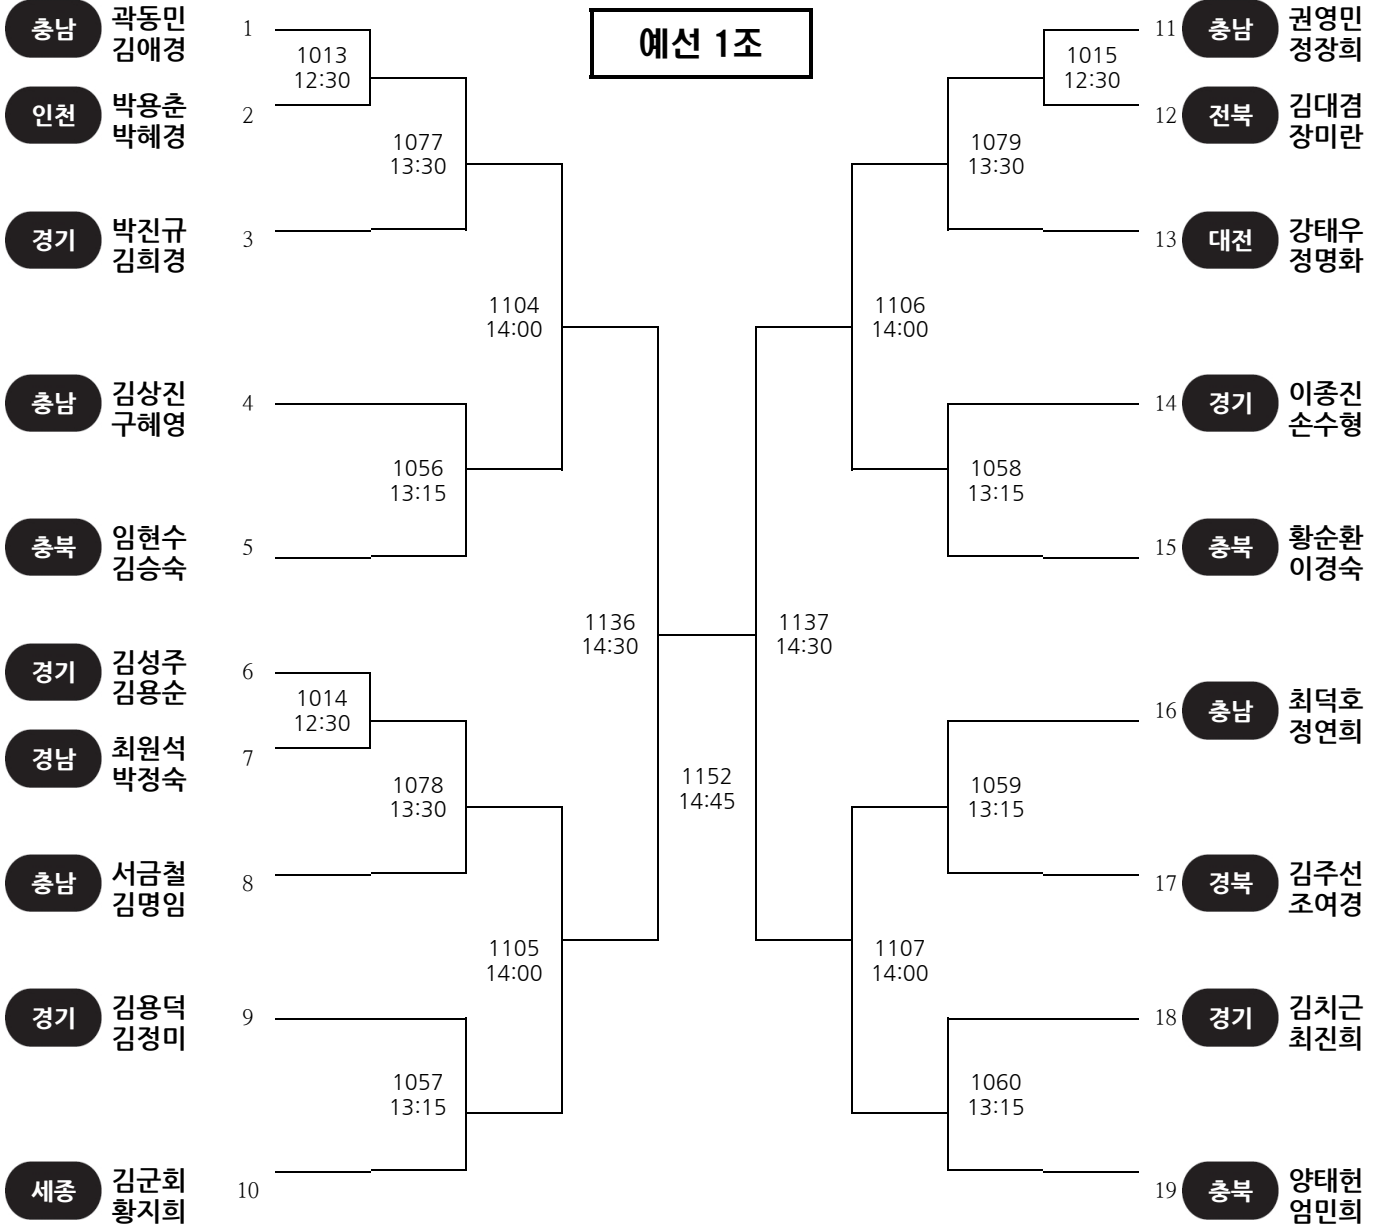 예선 1조
충남
곽동민
김애경
1
1013
12:30
인천
박용춘
박혜경
2
1077
13:30
경기
박진규
김희경
3
1104
14:00
충남
김상진
구혜영
4
1056
13:15
충북
임현수
김승숙
5
1136
14:30
경기
김성주
김용순
6
1014
12:30
경남
최원석
박정숙
7
1078
13:30
충남
서금철
김명임
8
1105
14:00
경기
김용덕
김정미
9
1057
13:15
세종
김군회
황지희
10
1152
14:45
11
충남
권영민
정장희
1015
12:30
12
전북
김대겸
장미란
1079
13:30
13
대전
강태우
정명화
1106
14:00
14
경기
이종진
손수형
1058
13:15
15
충북
황순환
이경숙
1137
14:30
16
충남
최덕호
정연희
1059
13:15
17
경북
김주선
조여경
1107
14:00
18
경기
김치근
최진희
1060
13:15
19
충북
양태헌
엄민희